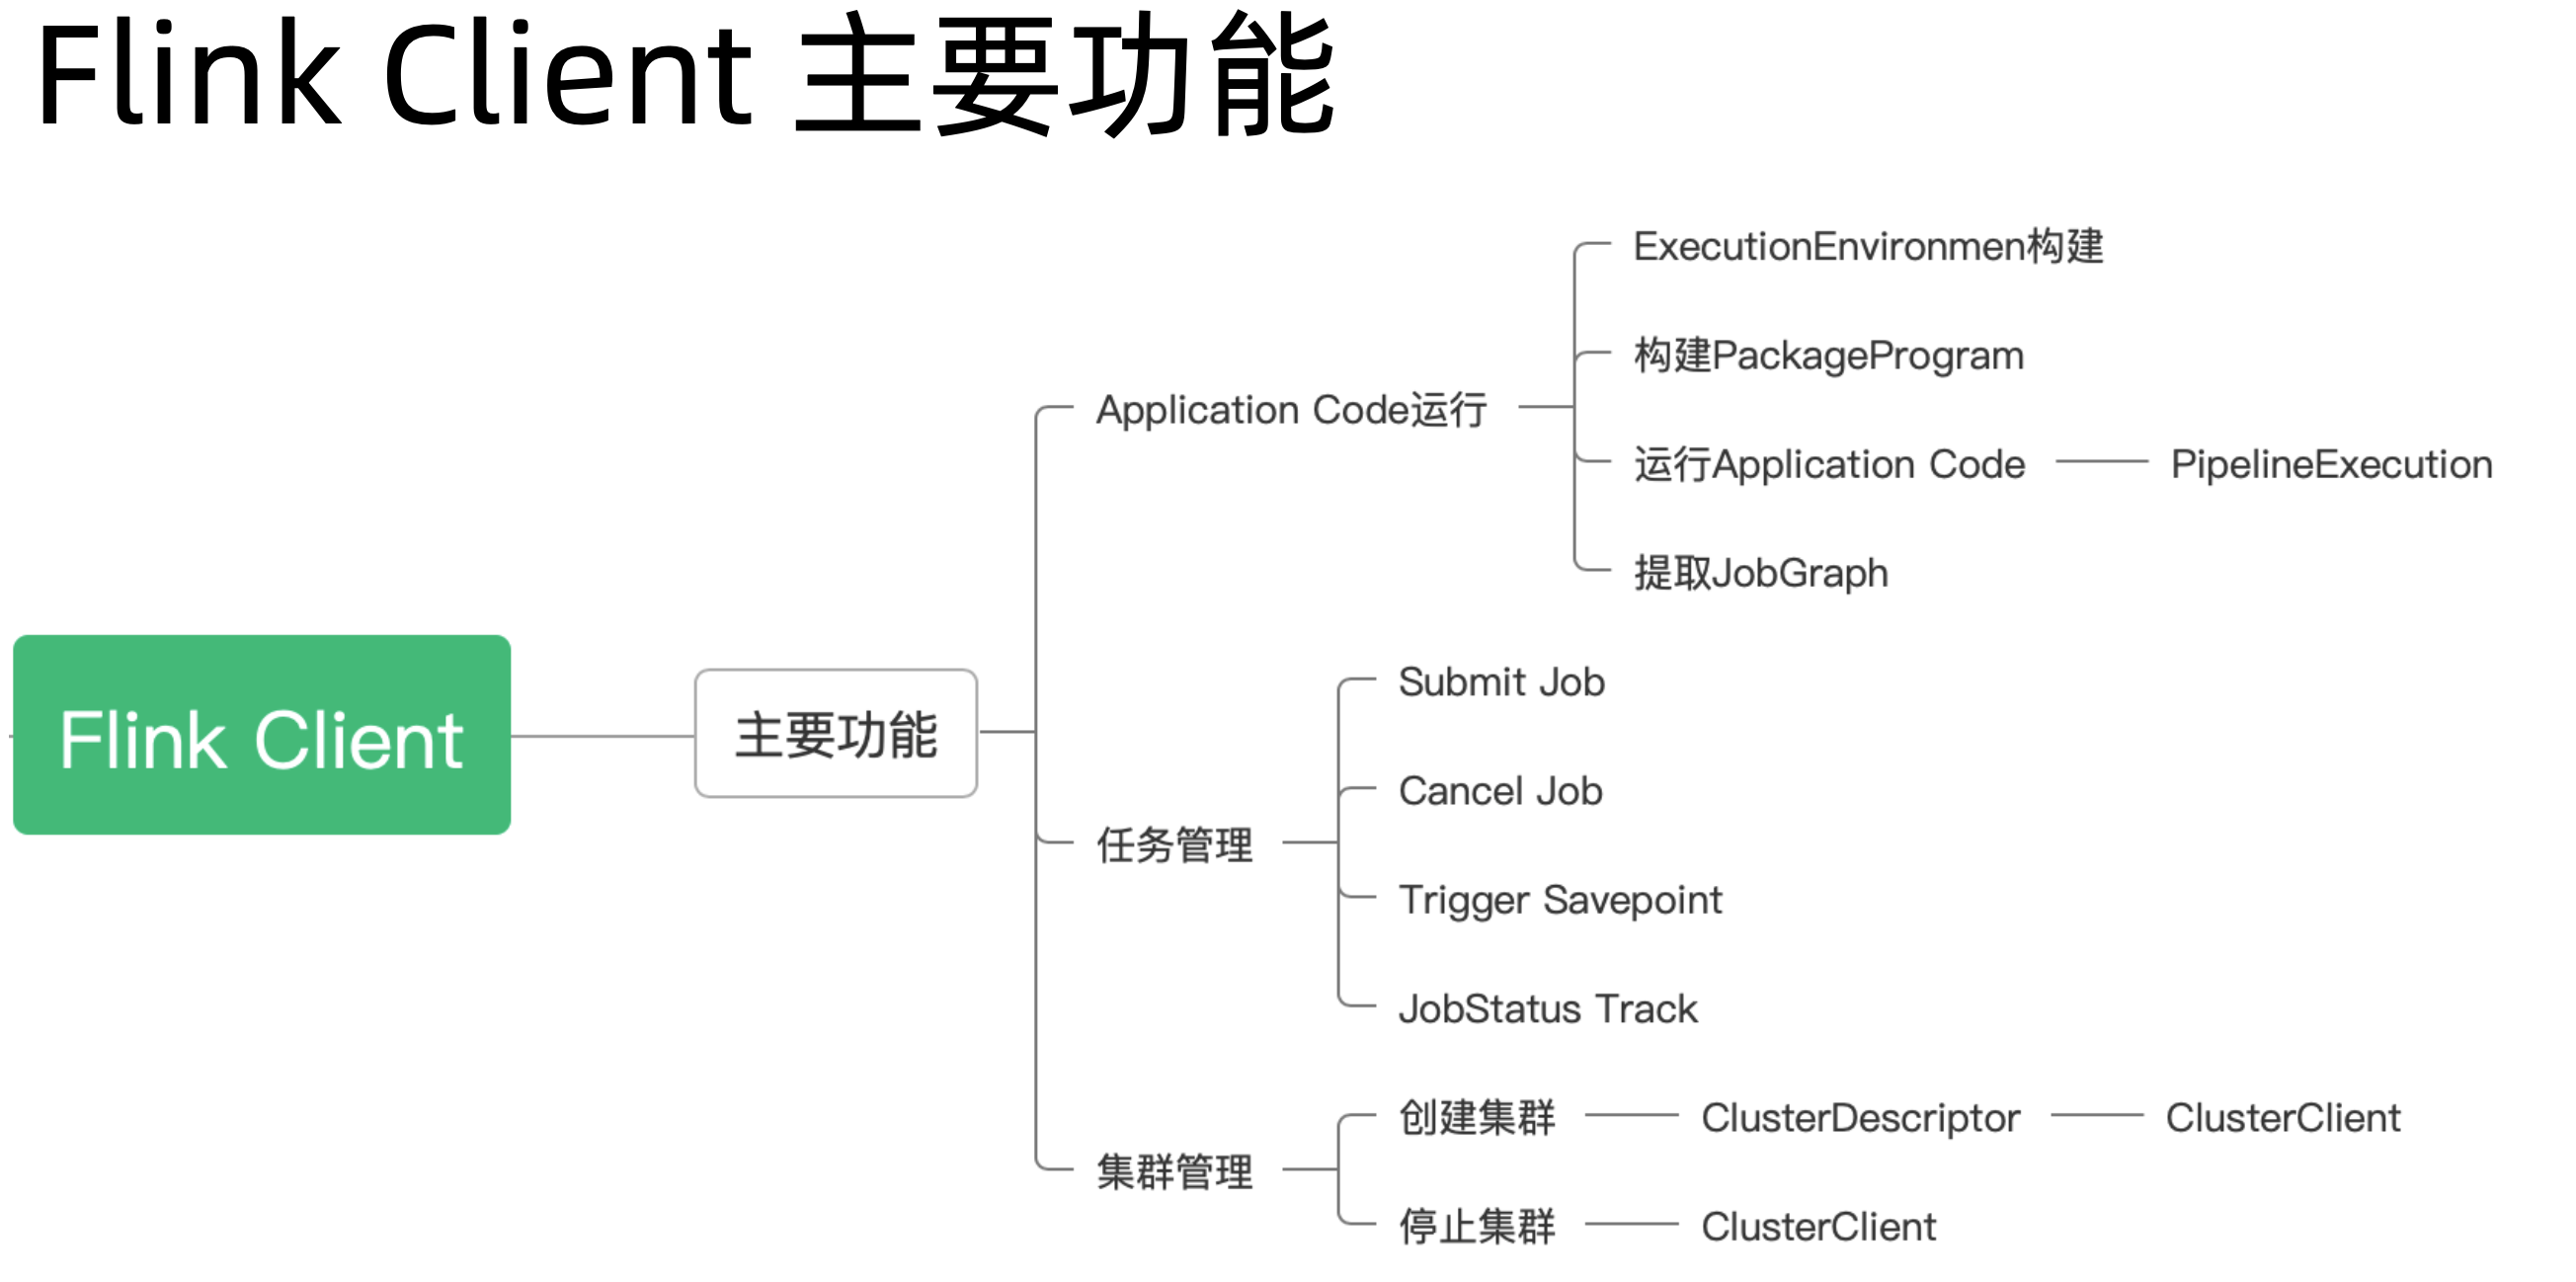 Flink Client 主要功能
Flink Client
主要功能
Application Code运行
ExecutionEnvironmen构建
构建PackageProgram
运行Application Code
PipelineExecution
提取JobGraph
任务管理
Submit Job
Cancel Job
Trigger Savepoint
JobStatus Track
集群管理
创建集群
ClusterDescriptor
ClusterClient
停止集群
ClusterClient